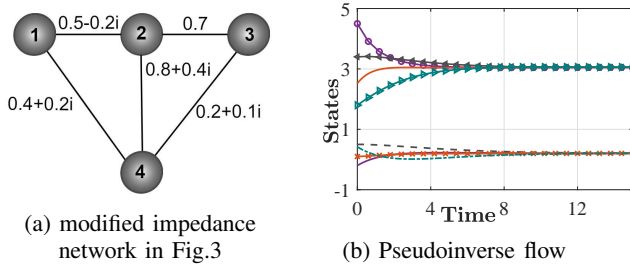 0.5-0.2i
0.7
1
2
3
0.8+0.4i
0.4+0.2i
0.2+0.1i
4
(a) modified impedance
network in Fig.3
5
3
1
-1
States
0
4
Time
8
12
(b) Pseudoinverse flow